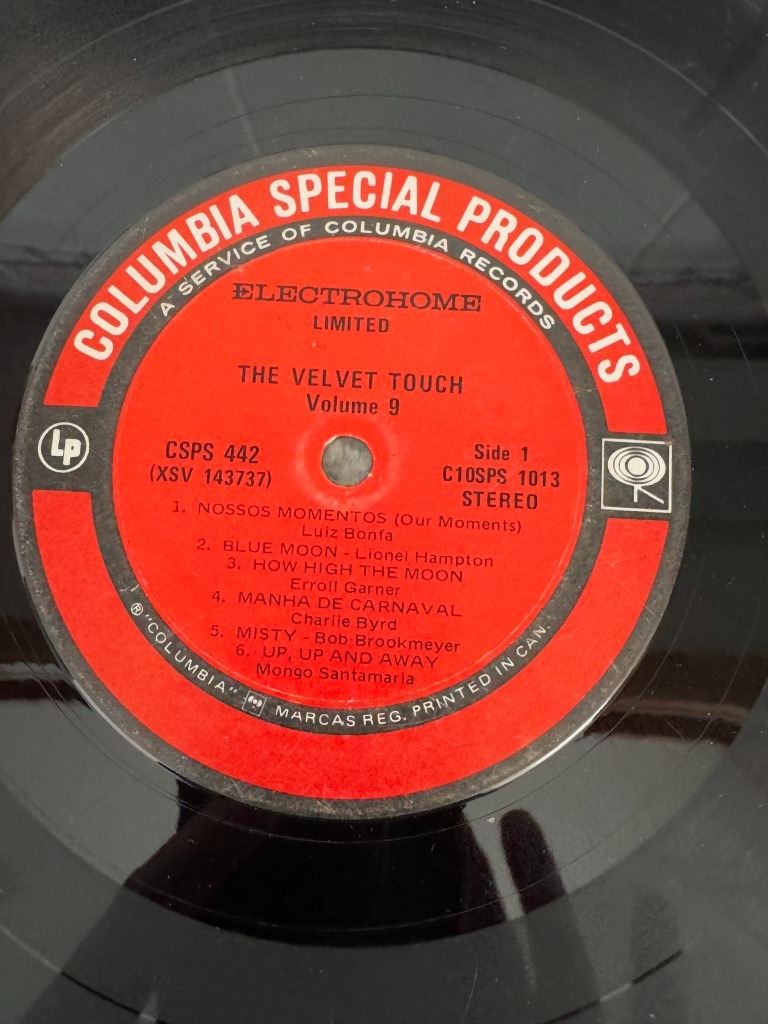 COLUMBIA SPECIAL PRODUCTS
A SERVICE OF COLUMBIA RECORDS
ELECTROHOME
LIMITED
THE VELVET TOUCH
Volume 9
LP
CSPS 442
(XSV 143737)
Side 1
C10SPS 1013
STEREO
1. NOSSOS MOMENTOS (Our Moments)
Luiz Bonfa
2. BLUE MOON - Lionel Hampton
3. HOW HIGH THE MOON
Erroll Garner
4. MANHA DE CARNAVAL
Charlie Byrd
5. MISTY - Bob Brookmeyer
6. UP, UP AND AWAY
Mongo Santamaria
® "COLUMBIA" MARCAS REG. PRINTED IN CAN.